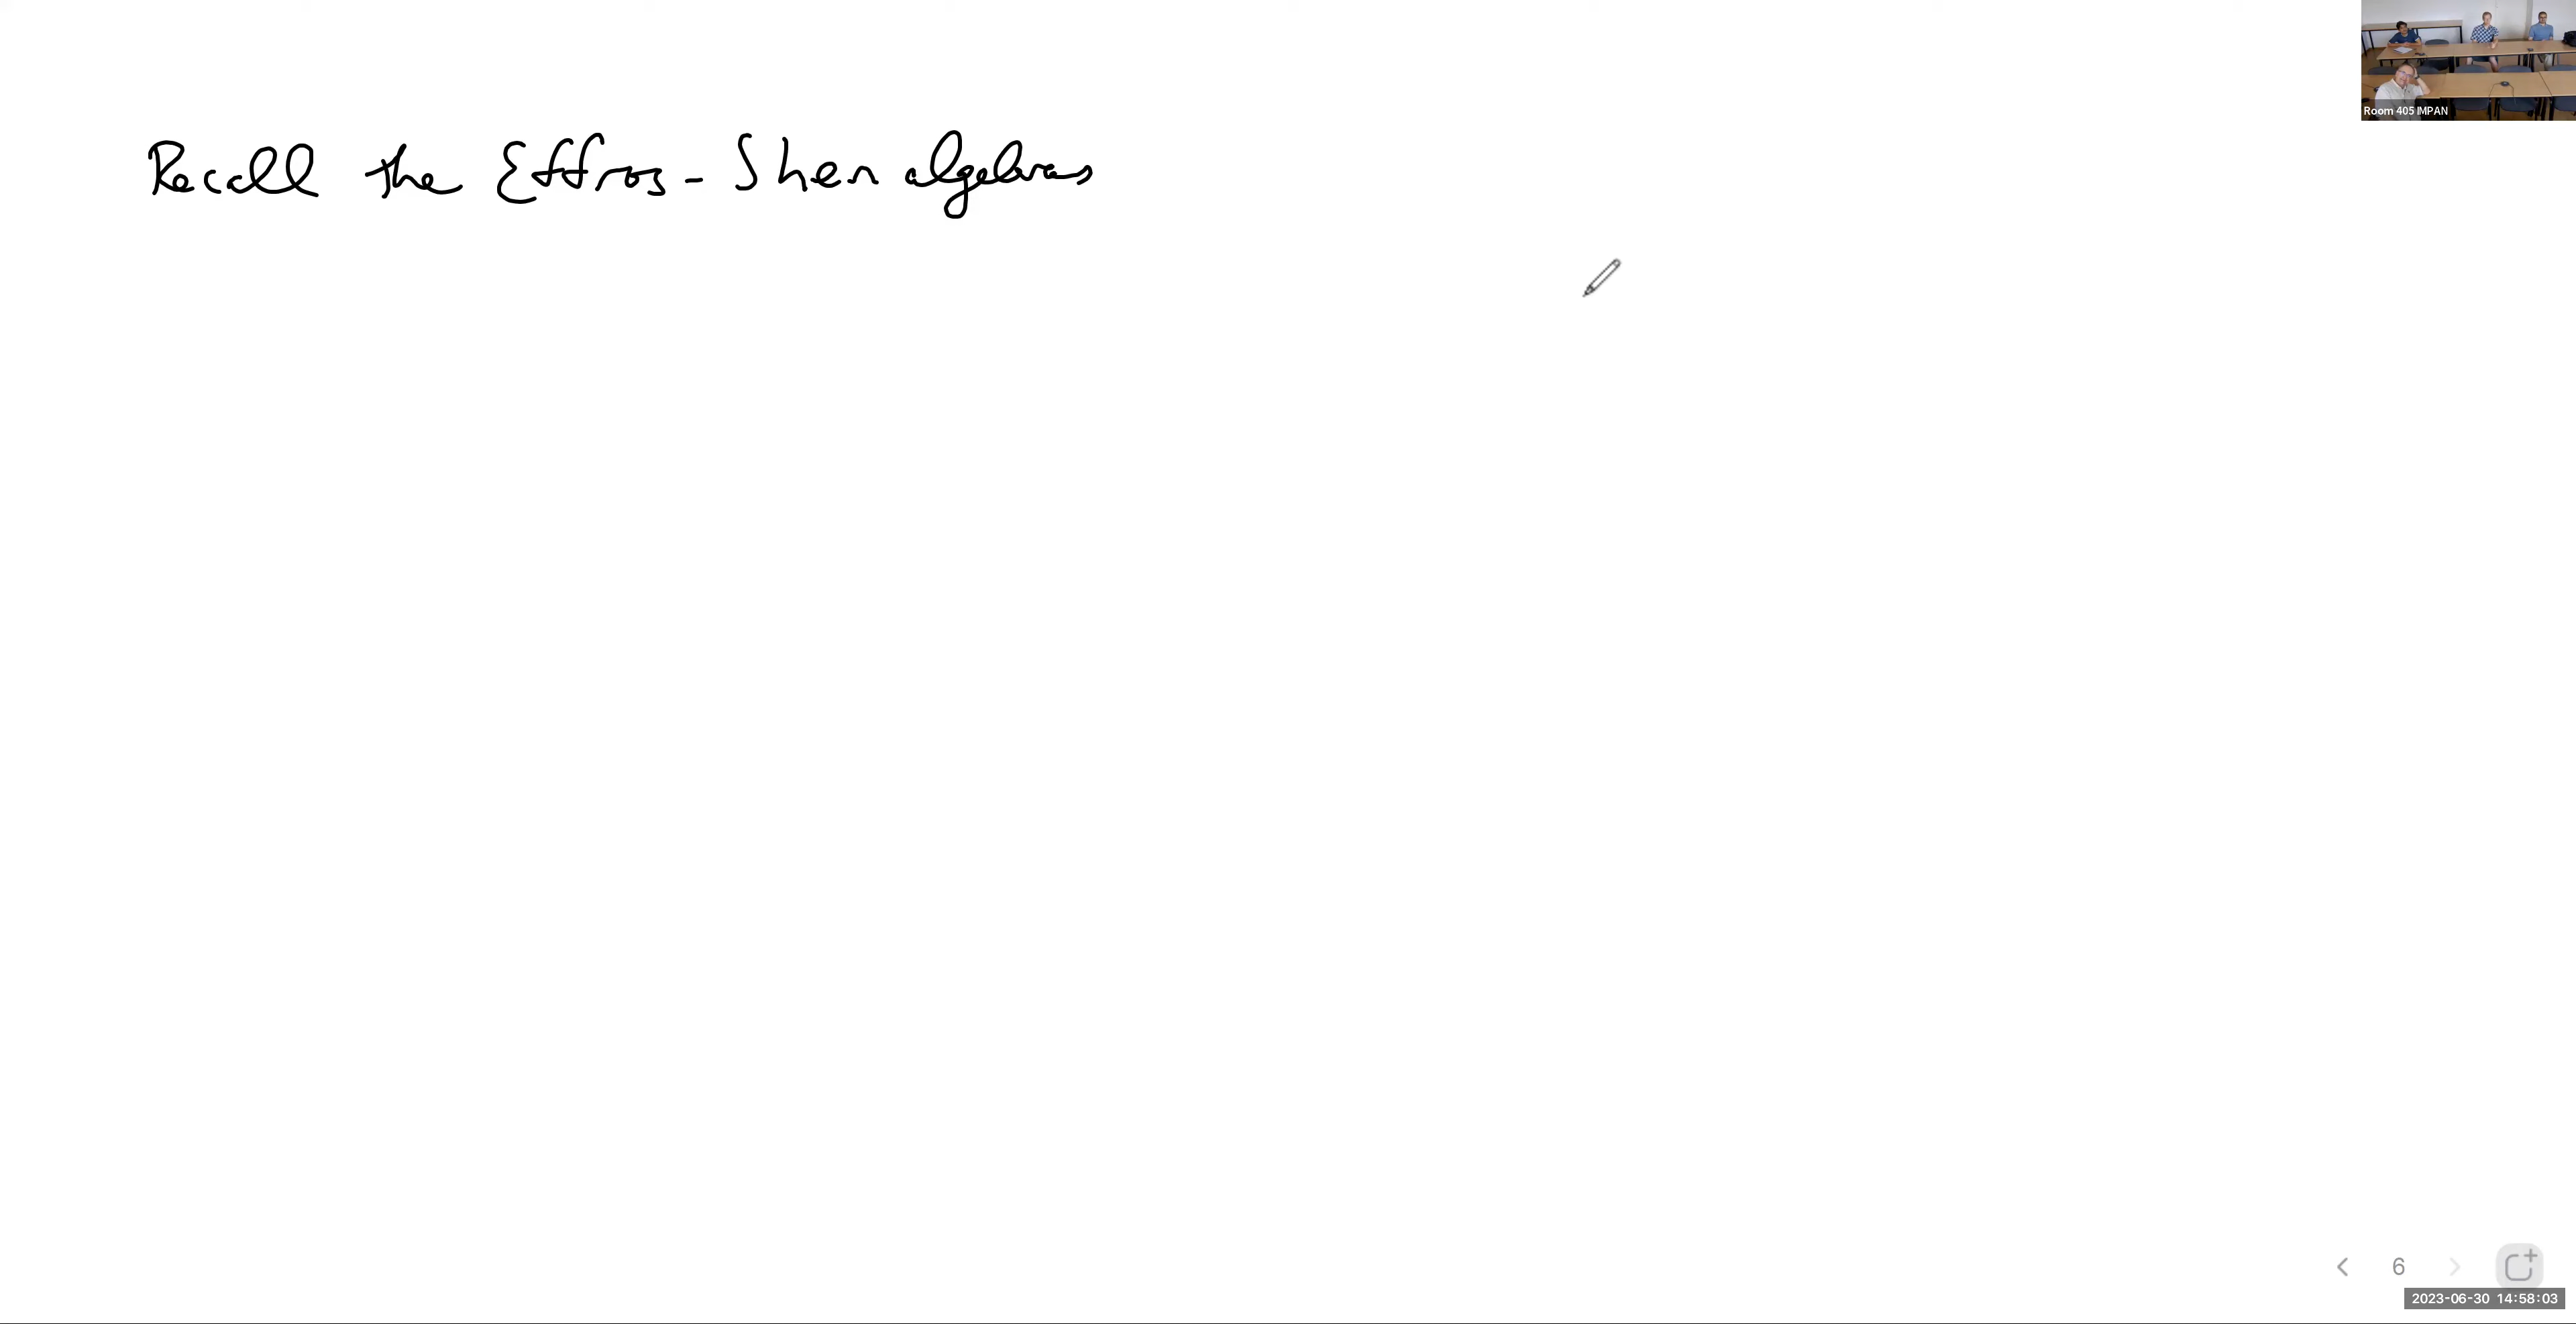 Room 405 IMPAN
Recall the Effros - Shen algebras
6
2023-06-30 14:58:03